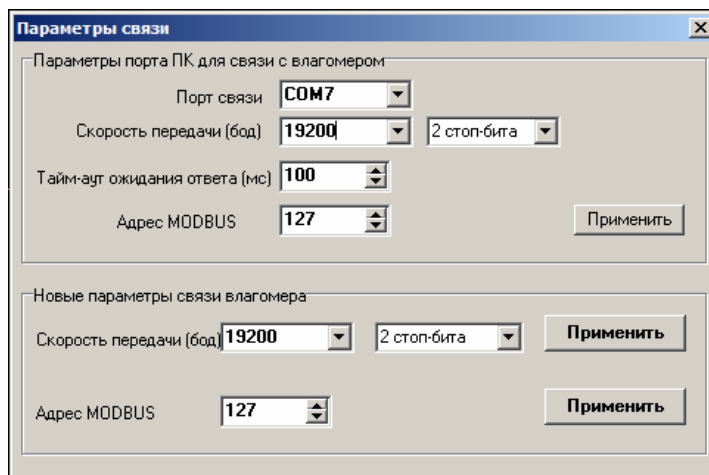 Параметры связи
Параметры порта ПК для связи с влагомером
Порт связи COM7
Скорость передачи (бод) 19200 2 стоп-бита
Тайм-аут ожидания ответа (мс) 100
Адрес MODBUS 127 Применить
Новые параметры связи влагомера
Скорость передачи (бод) 19200 2 стоп-бита Применить
Адрес MODBUS 127 Применить